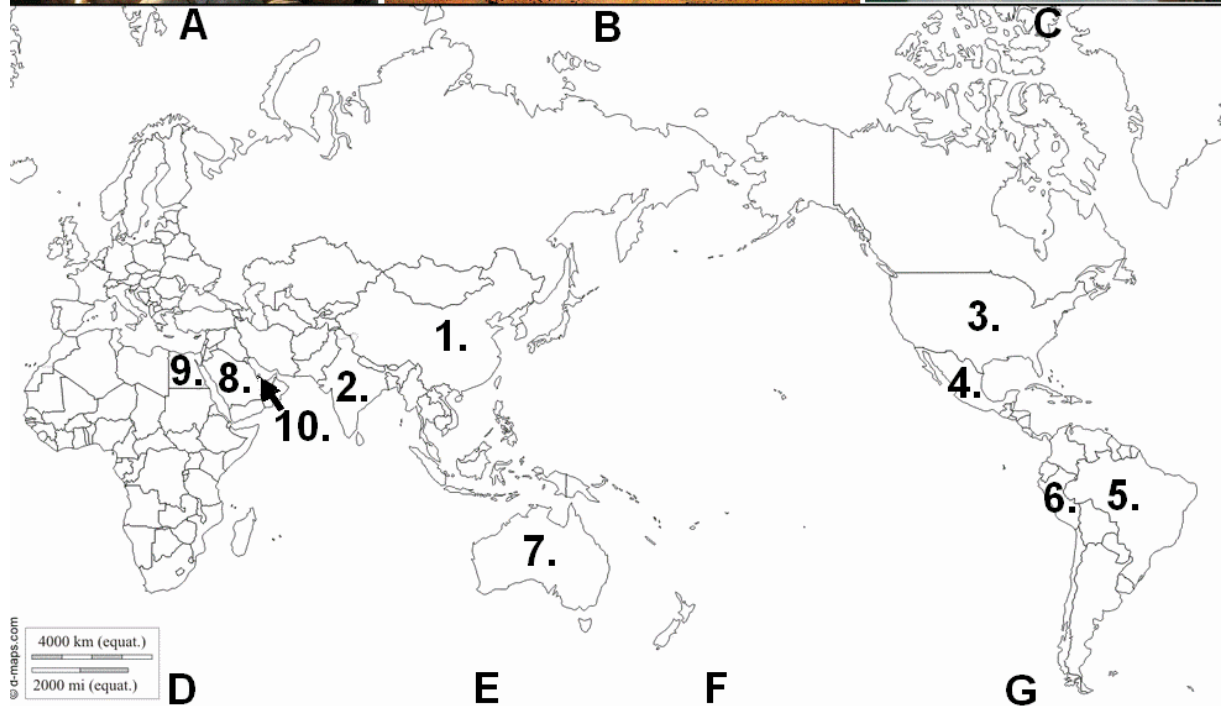 A B C
3.
1.
9. 8. 2. 4.
10.
6. 5.
7.
4000 km (equat.)
2000 mi (equat.)
© d-maps.com
D E F G